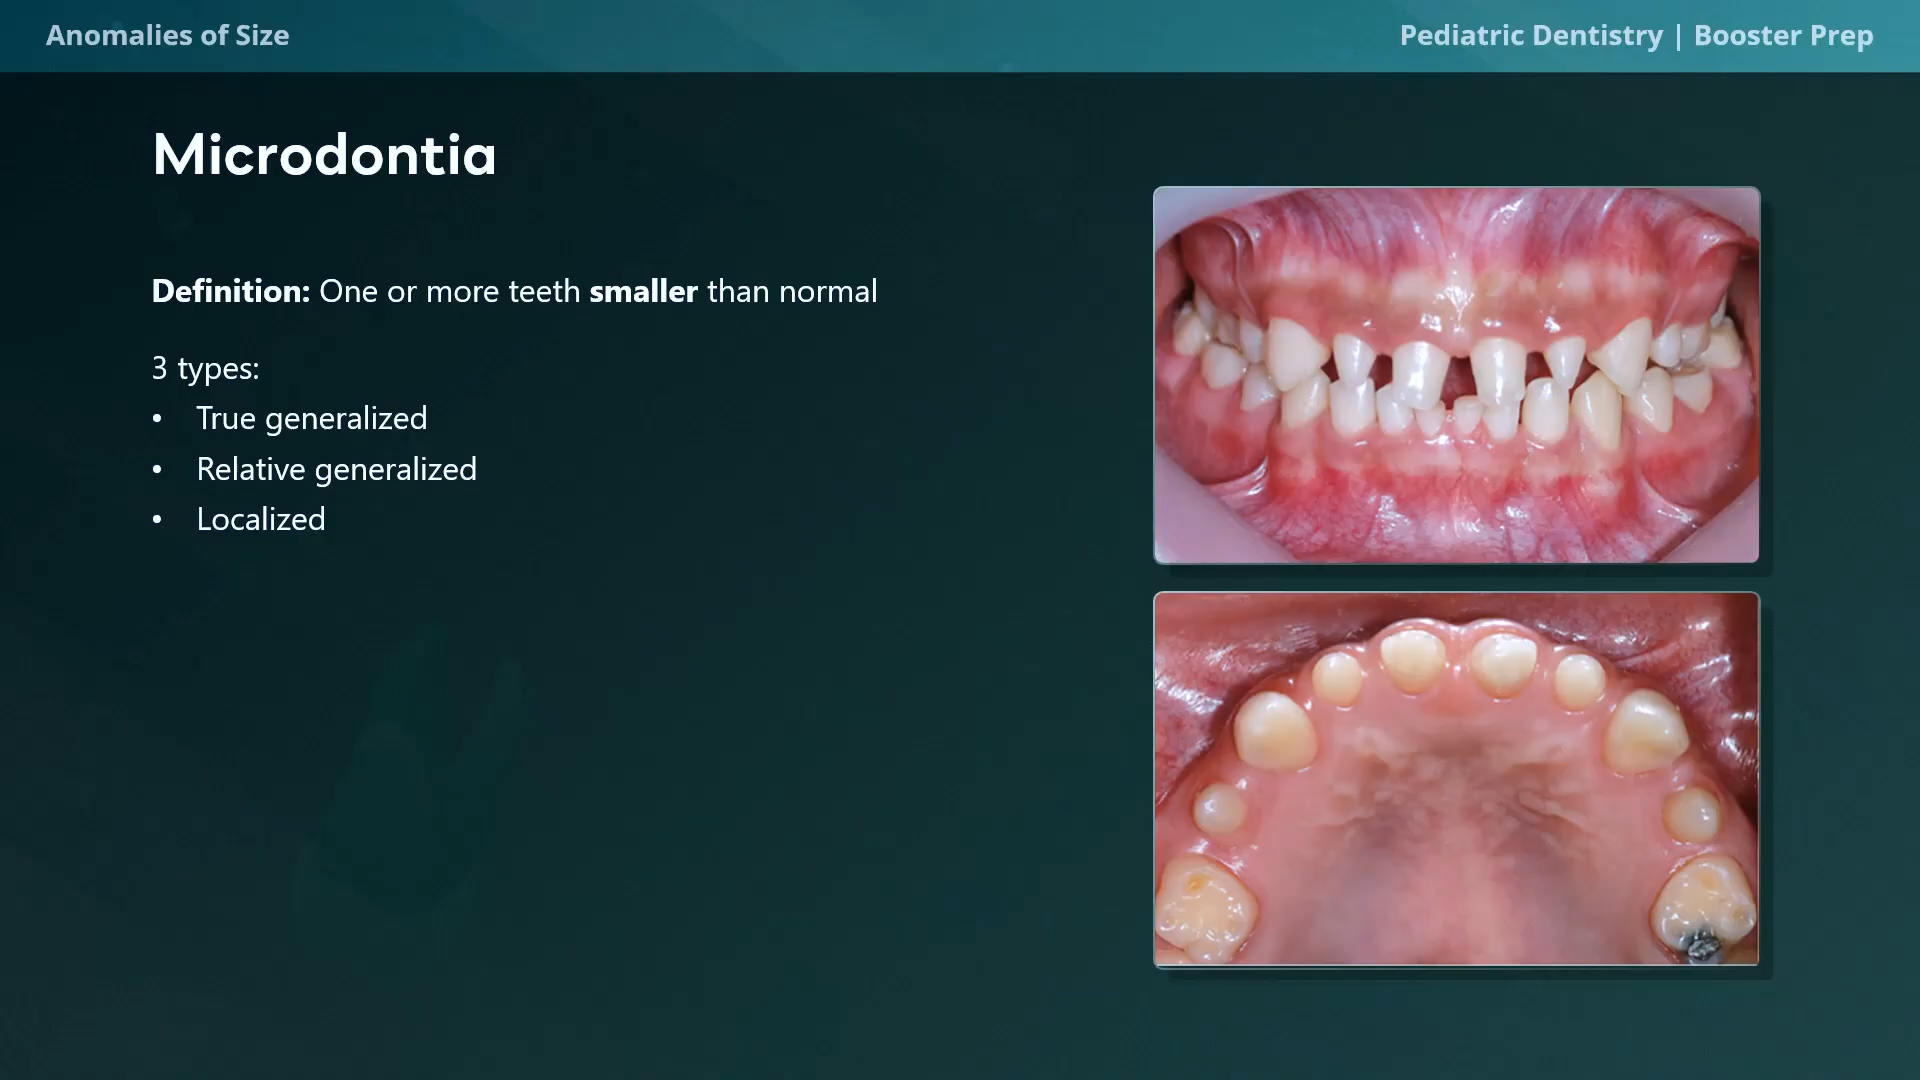 Anomalies of Size
Pediatric Dentistry | Booster Prep
Microdontia
Definition: One or more teeth smaller than normal
3 types:
• True generalized
• Relative generalized
• Localized